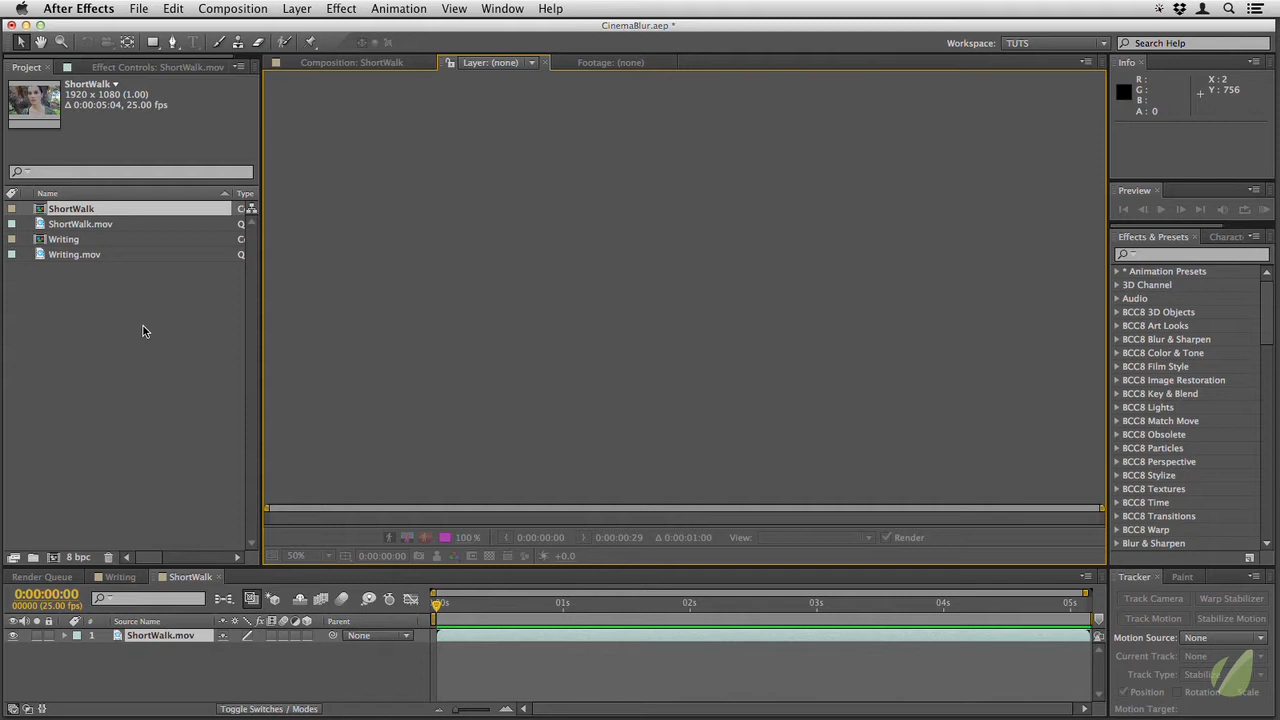 After Effects File Edit Composition Layer Effect Animation View Window Help
CinemaBlur.aep *
Workspace: TUTS Search Help
Project Effect Controls: ShortWalk.mov Composition: ShortWalk Layer: (none) Footage: (none) Info
ShortWalk
1920 x 1080 (1.00)
Δ 0:00:05:04, 25.00 fps
R: X: 2
G: Y: 756
B:
A: 0
Preview
Name Type
ShortWalk
ShortWalk.mov Q
Writing
Writing.mov Q
Effects & Presets Charact
* Animation Presets
3D Channel
Audio
BCC8 3D Objects
BCC8 Art Looks
BCC8 Blur & Sharpen
BCC8 Color & Tone
BCC8 Film Style
BCC8 Image Restoration
BCC8 Key & Blend
BCC8 Lights
BCC8 Match Move
BCC8 Obsolete
BCC8 Particles
BCC8 Perspective
BCC8 Stylize
BCC8 Textures
BCC8 Time
BCC8 Transitions
BCC8 Warp
Blur & Sharpen
100 % 0:00:00:00 0:00:00:29 Δ 0:00:01:00 View: Render
8 bpc 50% 0:00:00:00 +0.0
Render Queue Writing ShortWalk
0:00:00:00
00000 (25.00 fps)
00s 01s 02s 03s 04s 05s
# Source Name Parent
1 ShortWalk.mov None
Toggle Switches / Modes
Tracker Paint
Track Camera Warp Stabilizer
Track Motion Stabilize Motion
Motion Source: None
Current Track: None
Track Type: Stabiliz
Position Rotation Scale
Motion Target: